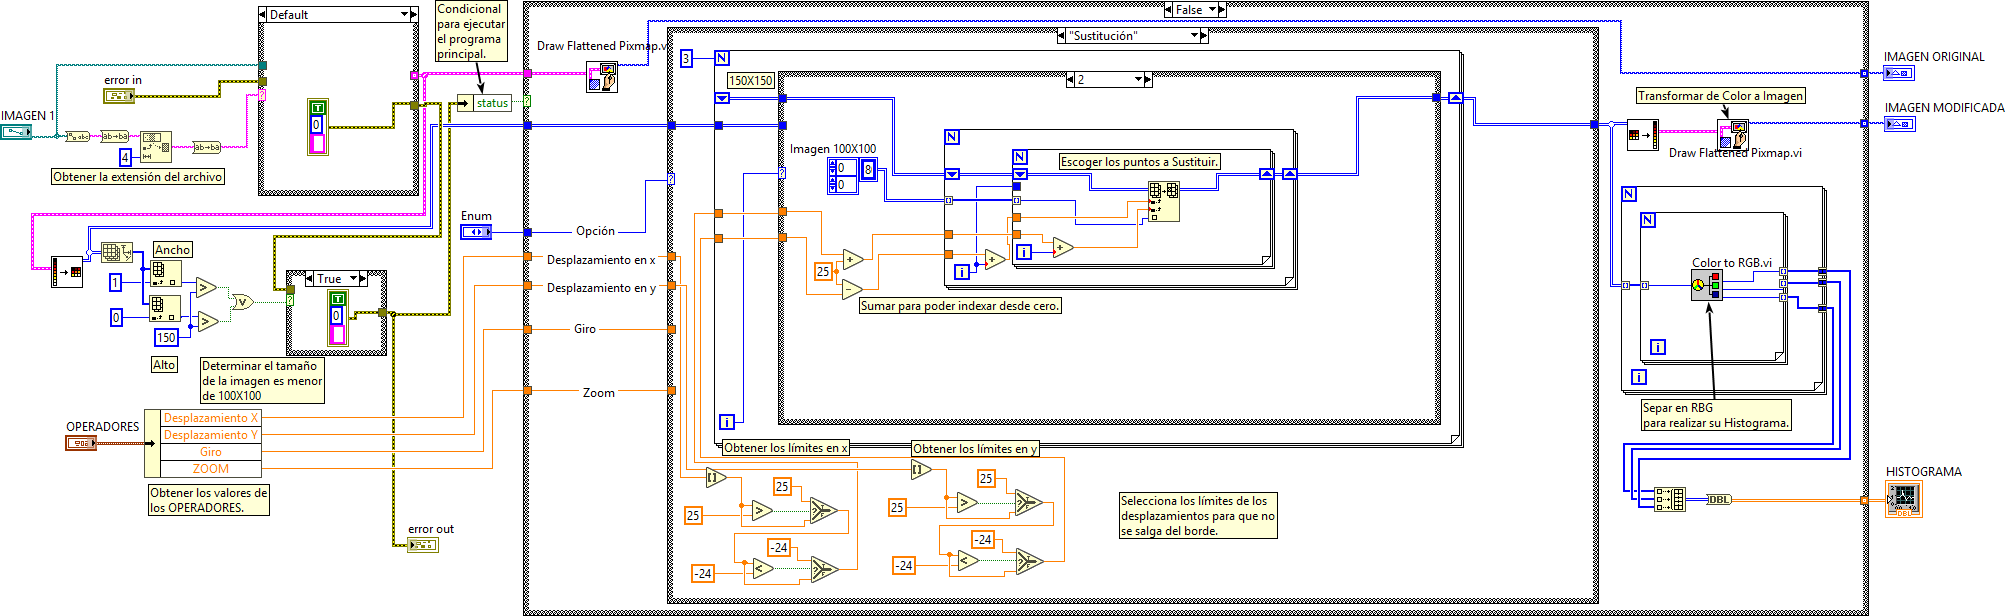 Default
Condicional
para ejecutar
el programa
principal.
False
"Sustitución"
Draw Flattened Pixmap.v
error in
status
IMAGEN 1
4
Obtener la extensión del archivo
T
0
3
N
150X150
2
IMAGEN ORIGINAL
Transformar de Color a Imagen
IMAGEN MODIFICADA
Draw Flattened Pixmap.vi
N
Imagen 100X100
0
0
8
N
Escoger los puntos a Sustituir.
i
i
25
Sumar para poder indexar desde cero.
Enum
Opción
Desplazamiento en x
Desplazamiento en y
Giro
Zoom
Ancho
1
0
150
Alto
True
T
0
Determinar el tamaño
de la imagen es menor
de 100X100
OPERADORES
Desplazamiento X
Desplazamiento Y
Giro
ZOOM
Obtener los valores de
los OPERADORES.
error out
i
Obtener los límites en x
Obtener los límites en y
25
25
-24
-24
25
25
-24
-24
Selecciona los límites de los
desplazamientos para que no
se salga del borde.
N
N
Color to RGB.vi
i
i
Separ en RBG
para realizar su Histograma.
DBL
HISTOGRAMA
DBL